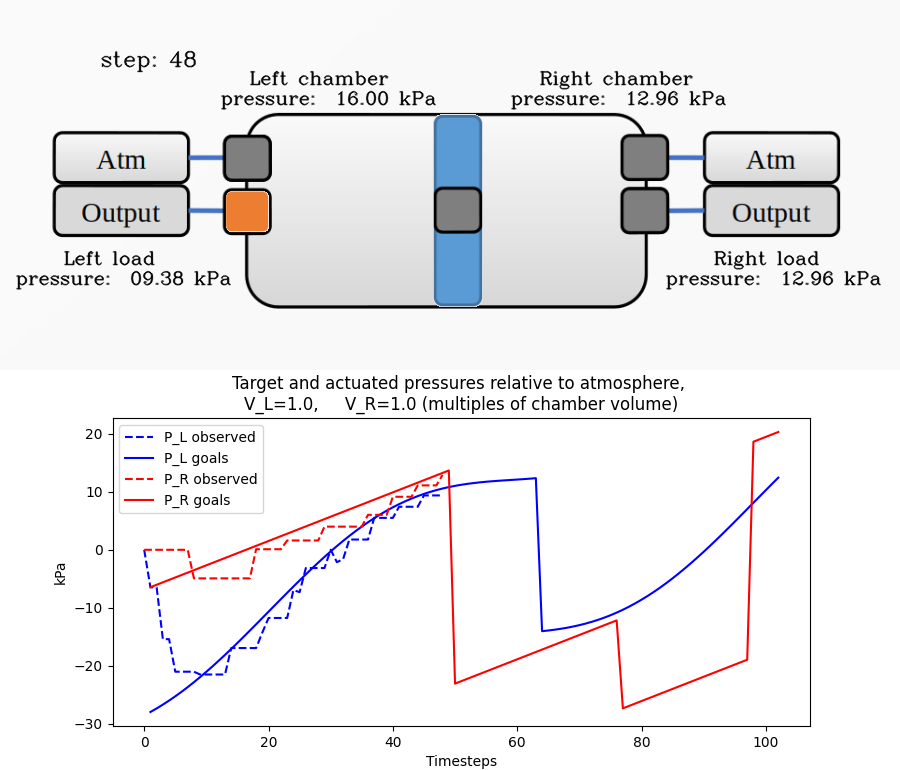 step: 48
Left chamber
pressure: 16.00 kPa
Right chamber
pressure: 12.96 kPa
Atm
Output
Atm
Output
Left load
pressure: 09.38 kPa
Right load
pressure: 12.96 kPa
Target and actuated pressures relative to atmosphere,
V_L=1.0, V_R=1.0 (multiples of chamber volume)
P_L observed
P_L goals
P_R observed
P_R goals
kPa
20
10
0
−10
−20
−30
0 20 40 60 80 100
Timesteps